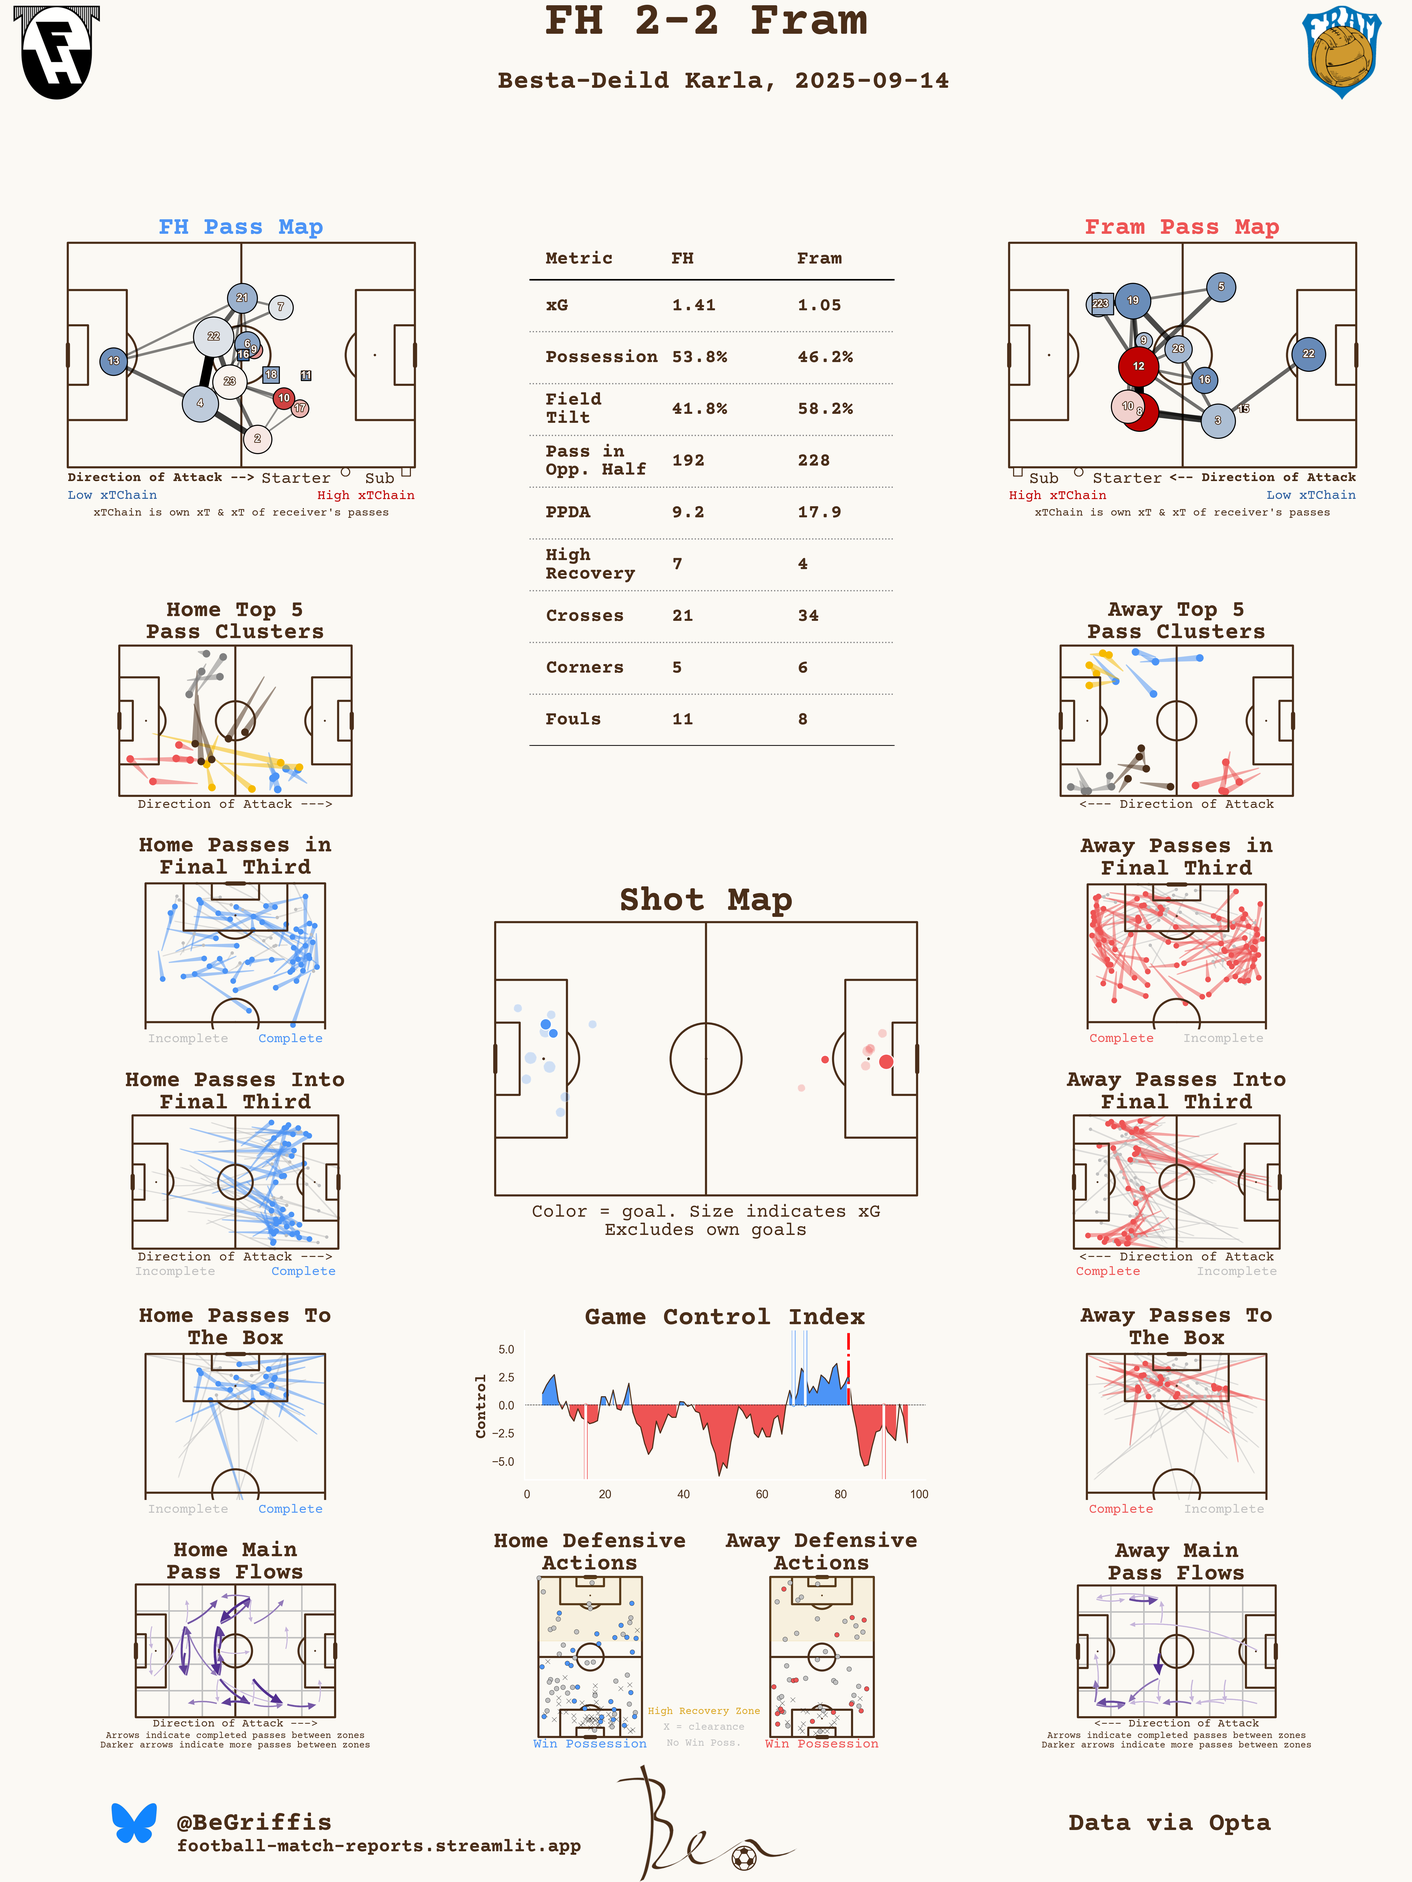 FH 2-2 Fram
Besta-Deild Karla, 2025-09-14
FH
FRAM
FH Pass Map
21
7
22
6
9
16
13
18
11
23
4
10
17
2
Direction of Attack --> Starter Sub
Low xTChain High xTChain
xTChain is own xT & xT of receiver's passes
Metric FH Fram
xG 1.41 1.05
Possession 53.8% 46.2%
Field
Tilt 41.8% 58.2%
Pass in
Opp. Half 192 228
PPDA 9.2 17.9
High
Recovery 7 4
Crosses 21 34
Corners 5 6
Fouls 11 8
Fram Pass Map
5
23
19
9
26
22
12
16
10
8
15
3
Sub Starter <-- Direction of Attack
High xTChain Low xTChain
xTChain is own xT & xT of receiver's passes
Home Top 5
Pass Clusters
Direction of Attack --->
Away Top 5
Pass Clusters
<--- Direction of Attack
Home Passes in
Final Third
Incomplete Complete
Away Passes in
Final Third
Complete Incomplete
Shot Map
Color = goal. Size indicates xG
Excludes own goals
Home Passes Into
Final Third
Direction of Attack --->
Incomplete Complete
Away Passes Into
Final Third
<--- Direction of Attack
Complete Incomplete
Home Passes To
The Box
Incomplete Complete
Game Control Index
Control
5.0
2.5
0.0
−2.5
−5.0
0 20 40 60 80 100
Away Passes To
The Box
Complete Incomplete
Home Main
Pass Flows
Direction of Attack --->
Arrows indicate completed passes between zones
Darker arrows indicate more passes between zones
Home Defensive
Actions
Win Possession
Away Defensive
Actions
Win Possession
High Recovery Zone
X = clearance
No Win Poss.
Away Main
Pass Flows
<--- Direction of Attack
Arrows indicate completed passes between zones
Darker arrows indicate more passes between zones
@BeGriffis
football-match-reports.streamlit.app
Ben
Data via Opta